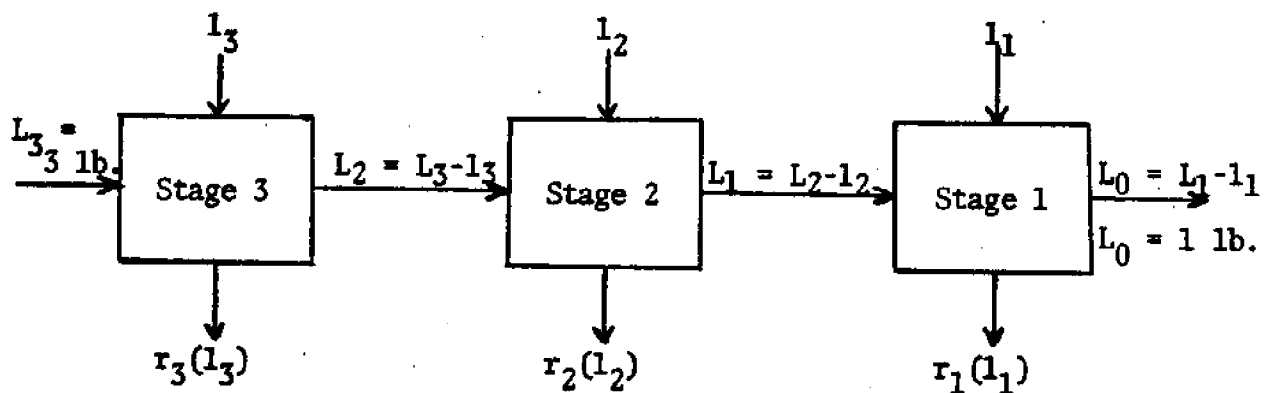 l₃ l₂ l₁
L₃ =
3 lb.
Stage 3
L₂ = L₃-l₃
Stage 2
L₁ = L₂-l₂
Stage 1
L₀ = L₁-l₁
L₀ = 1 lb.
r₃(l₃) r₂(l₂) r₁(l₁)